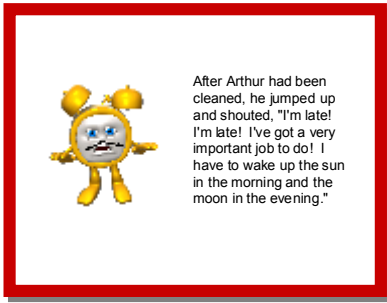 After Arthur had been
cleaned, he jumped up
and shouted, "I'm late!
I'm late!  I've got a very
important job to do!  I
have to wake up the sun
in the morning and the
moon in the evening."